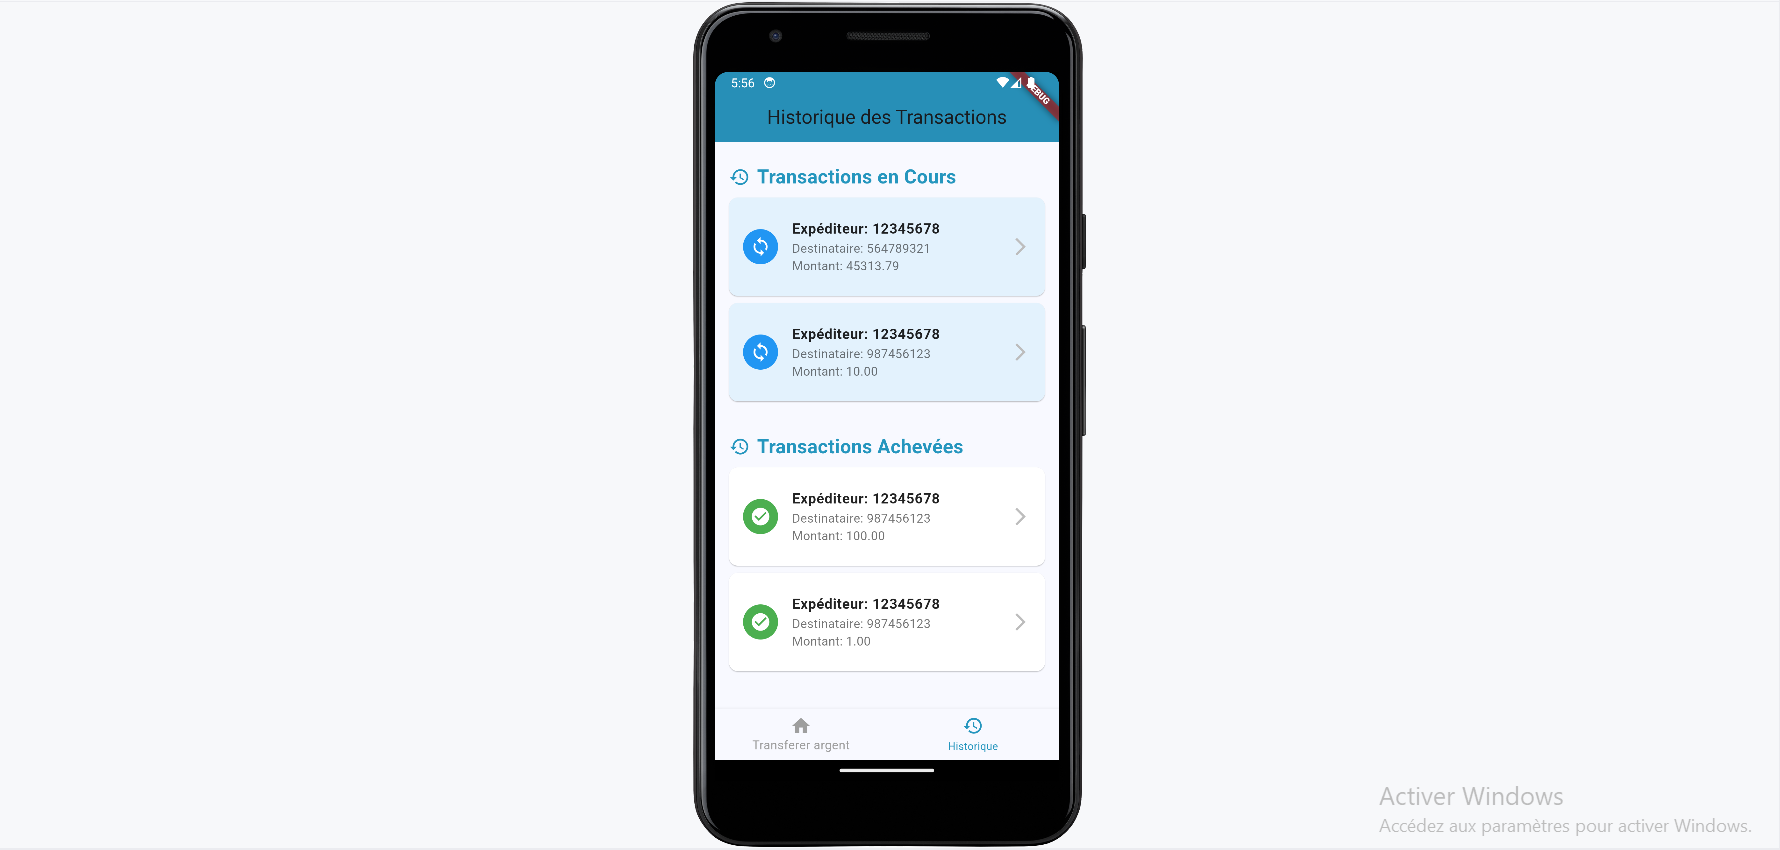 5:56
DEBUG
Historique des Transactions
Transactions en Cours
Expéditeur: 12345678
Destinataire: 564789321
Montant: 45313.79
Expéditeur: 12345678
Destinataire: 987456123
Montant: 10.00
Transactions Achevées
Expéditeur: 12345678
Destinataire: 987456123
Montant: 100.00
Expéditeur: 12345678
Destinataire: 987456123
Montant: 1.00
Transferer argent
Historique
Activer Windows
Accédez aux paramètres pour activer Windows.